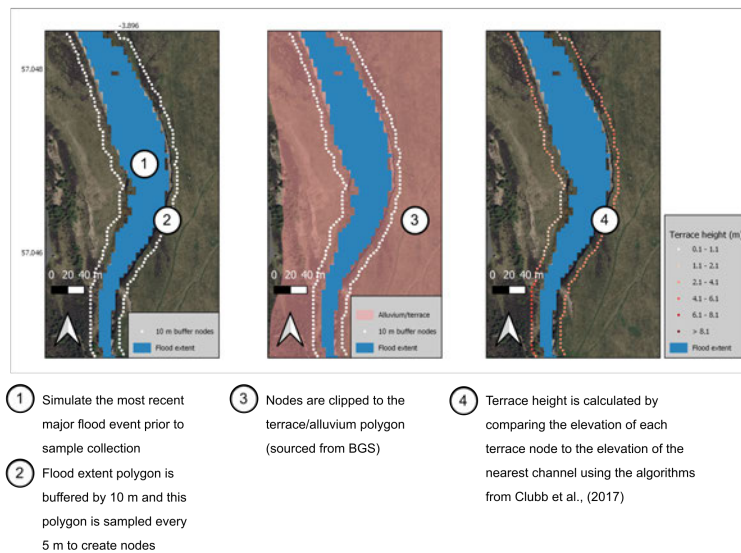 -3.896
57.048
57.046
1
2
0 20 40 m
10 m buffer nodes
Flood extent
3
0 20 40 m
Alluvium/terrace
10 m buffer nodes
Flood extent
4
0 20 40 m
Terrace height (m)
0.1 - 1.1
1.1 - 2.1
2.1 - 4.1
4.1 - 6.1
6.1 - 8.1
> 8.1
Flood extent
1
Simulate the most recent
major flood event prior to
sample collection
2
Flood extent polygon is
buffered by 10 m and this
polygon is sampled every
5 m to create nodes
3
Nodes are clipped to the
terrace/alluvium polygon
(sourced from BGS)
4
Terrace height is calculated by
comparing the elevation of each
terrace node to the elevation of the
nearest channel using the algorithms
from Clubb et al., (2017)